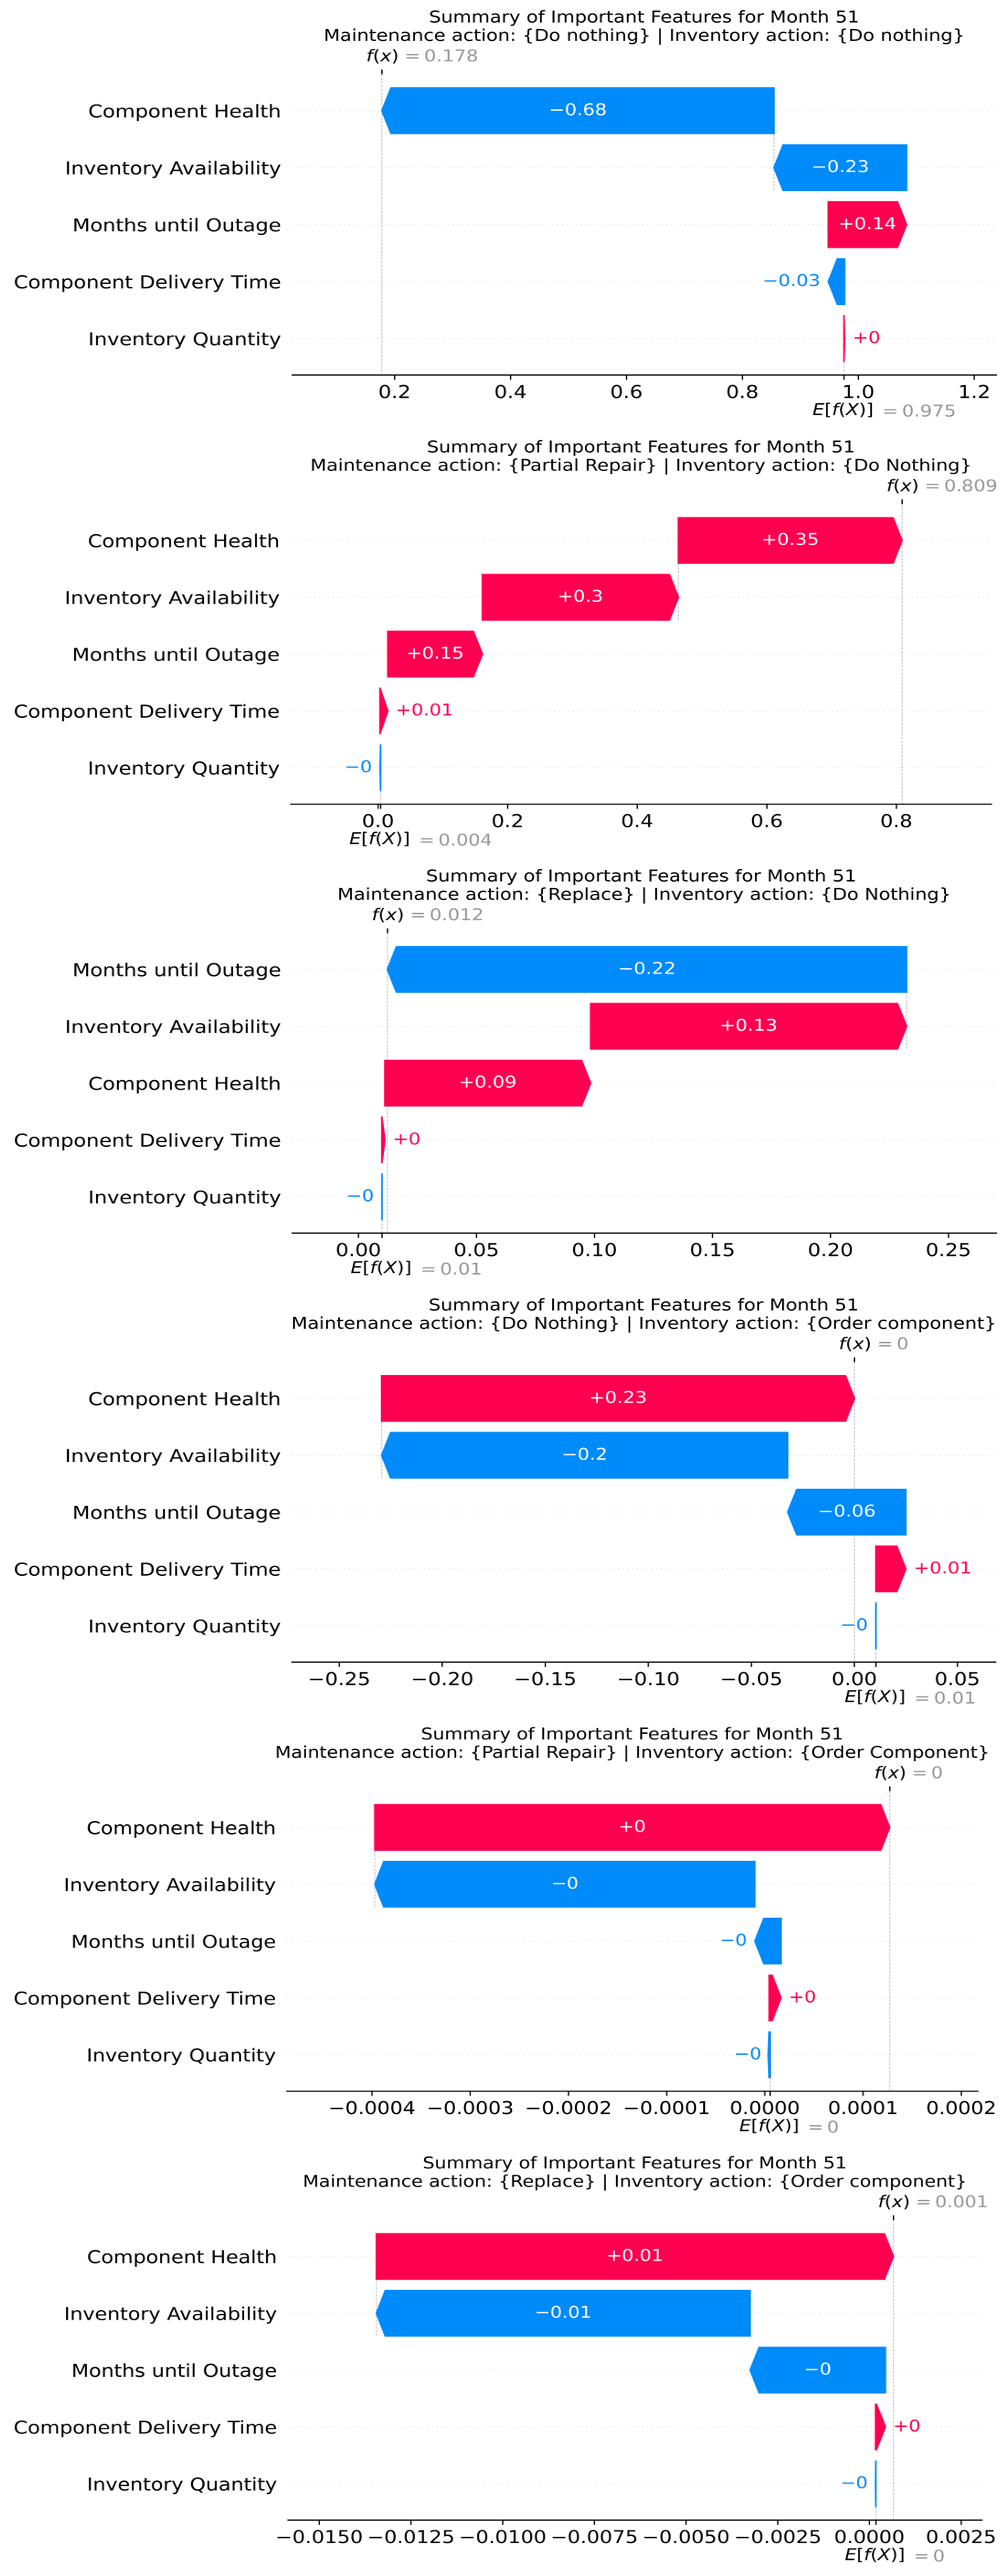 Summary of Important Features for Month 51
Maintenance action: {Do nothing} | Inventory action: {Do nothing}
f(x) = 0.178
Component Health −0.68
Inventory Availability −0.23
Months until Outage +0.14
Component Delivery Time −0.03
Inventory Quantity +0
0.2 0.4 0.6 0.8 1.0 1.2
E[f(X)] = 0.975
Summary of Important Features for Month 51
Maintenance action: {Partial Repair} | Inventory action: {Do Nothing}
f(x) = 0.809
Component Health +0.35
Inventory Availability +0.3
Months until Outage +0.15
Component Delivery Time +0.01
Inventory Quantity −0
0.0 0.2 0.4 0.6 0.8
E[f(X)] = 0.004
Summary of Important Features for Month 51
Maintenance action: {Replace} | Inventory action: {Do Nothing}
f(x) = 0.012
Months until Outage −0.22
Inventory Availability +0.13
Component Health +0.09
Component Delivery Time +0
Inventory Quantity −0
0.00 0.05 0.10 0.15 0.20 0.25
E[f(X)] = 0.01
Summary of Important Features for Month 51
Maintenance action: {Do Nothing} | Inventory action: {Order component}
f(x) = 0
Component Health +0.23
Inventory Availability −0.2
Months until Outage −0.06
Component Delivery Time +0.01
Inventory Quantity −0
−0.25 −0.20 −0.15 −0.10 −0.05 0.00 0.05
E[f(X)] = 0.01
Summary of Important Features for Month 51
Maintenance action: {Partial Repair} | Inventory action: {Order Component}
f(x) = 0
Component Health +0
Inventory Availability −0
Months until Outage −0
Component Delivery Time +0
Inventory Quantity −0
−0.0004 −0.0003 −0.0002 −0.0001 0.0000 0.0001 0.0002
E[f(X)] = 0
Summary of Important Features for Month 51
Maintenance action: {Replace} | Inventory action: {Order component}
f(x) = 0.001
Component Health +0.01
Inventory Availability −0.01
Months until Outage −0
Component Delivery Time +0
Inventory Quantity −0
−0.0150 −0.0125 −0.0100 −0.0075 −0.0050 −0.0025 0.0000 0.0025
E[f(X)] = 0